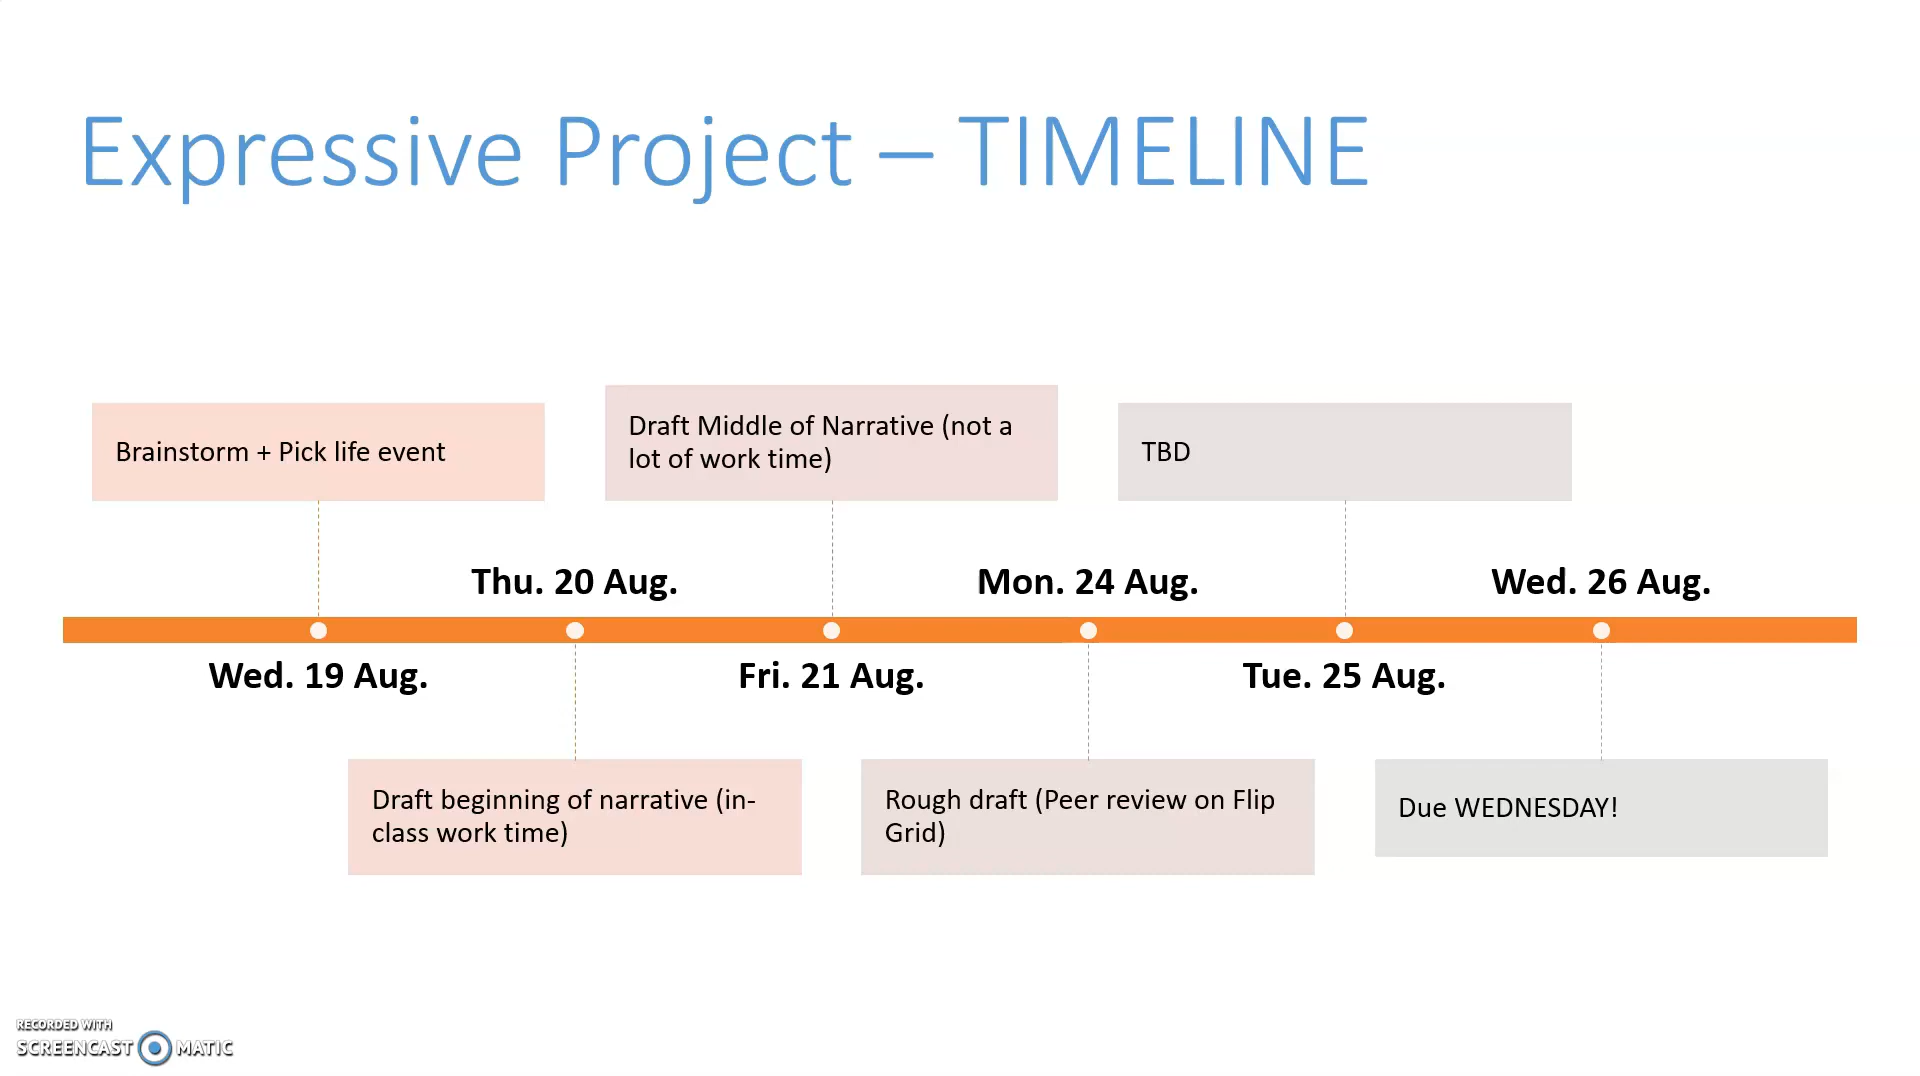 Expressive Project – TIMELINE
Brainstorm + Pick life event
Draft Middle of Narrative (not a
lot of work time)
TBD
Thu. 20 Aug.
Mon. 24 Aug.
Wed. 26 Aug.
Wed. 19 Aug.
Fri. 21 Aug.
Tue. 25 Aug.
Draft beginning of narrative (in-
class work time)
Rough draft (Peer review on Flip
Grid)
Due WEDNESDAY!
RECORDED WITH
SCREENCAST MATIC